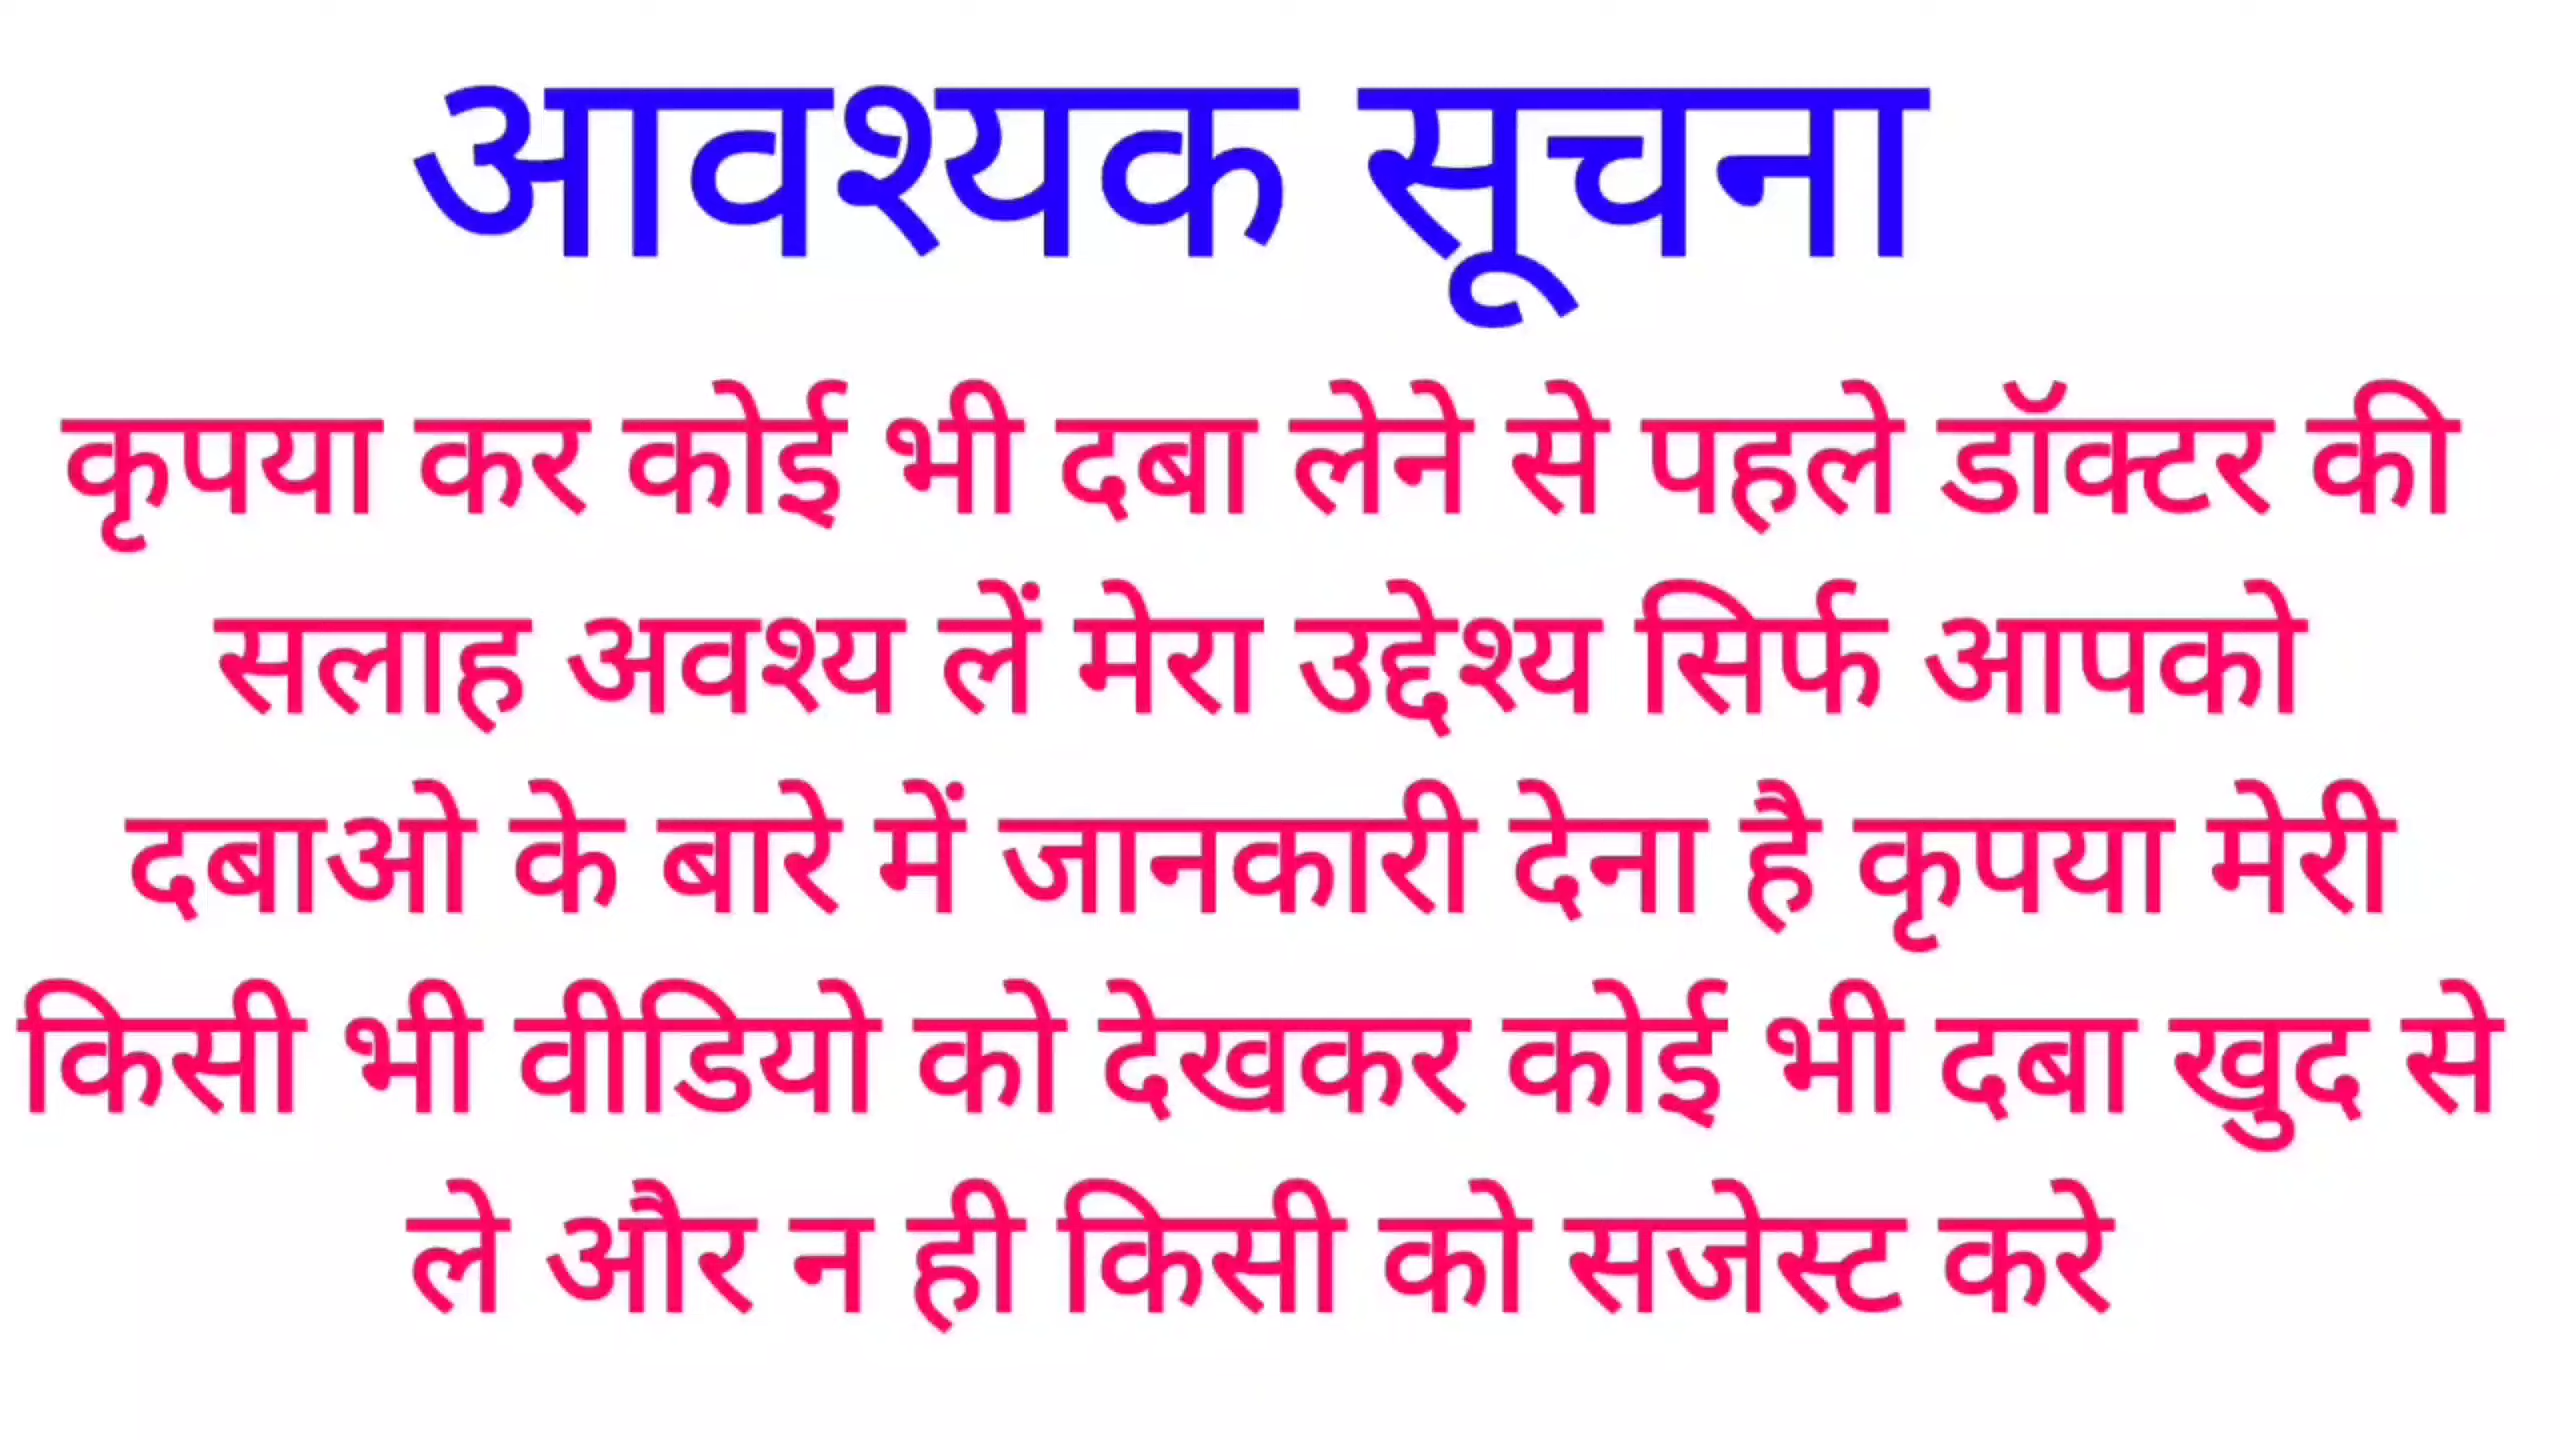 आवश्यक सूचना
कृपया कर कोई भी दबा लेने से पहले डॉक्टर की
सलाह अवश्य लें मेरा उद्देश्य सिर्फ आपको
दबाओ के बारे में जानकारी देना है कृपया मेरी
किसी भी वीडियो को देखकर कोई भी दबा खुद से
ले और न ही किसी को सजेस्ट करे